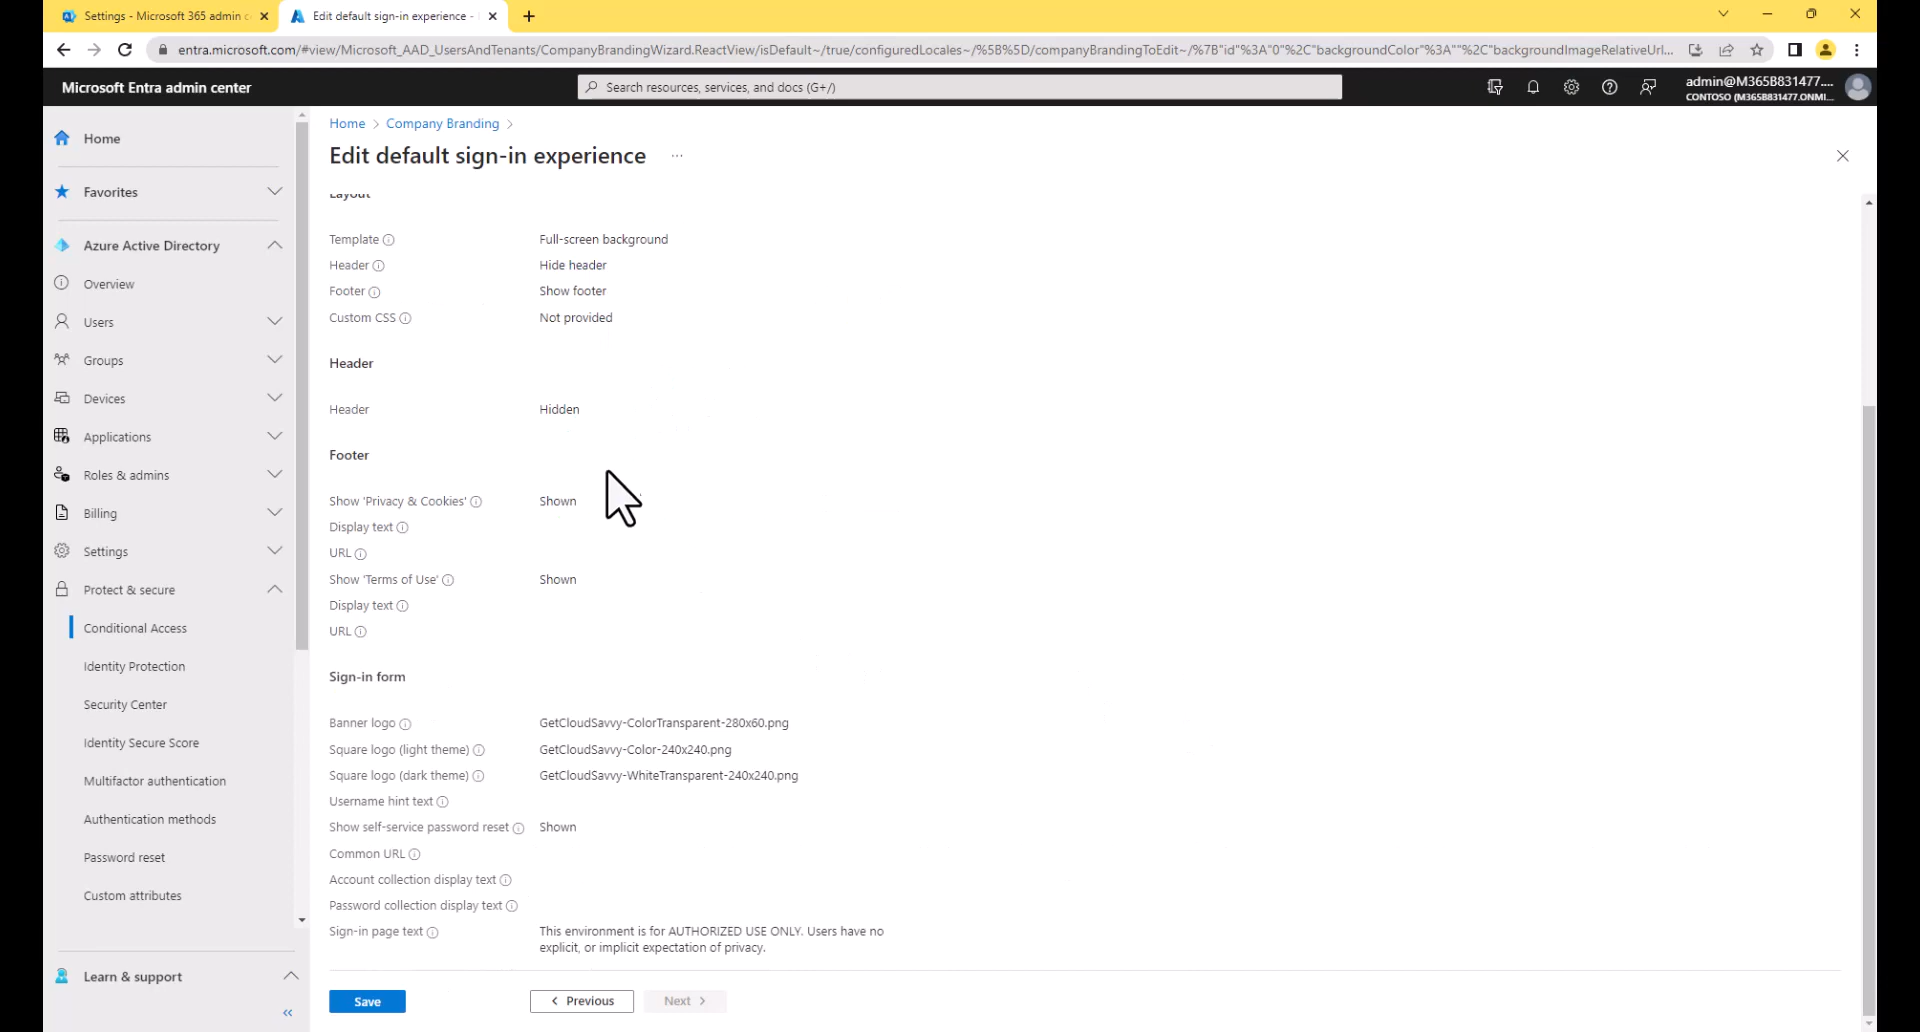 Settings - Microsoft 365 admin c
Edit default sign-in experience -
entra.microsoft.com/#view/Microsoft_AAD_UsersAndTenants/CompanyBrandingWizard.ReactView/isDefault~/true/configuredLocales~/%5B%5D/companyBrandingToEdit~/%7B"id"%3A"0"%2C"backgroundColor"%3A""%2C"backgroundImageRelativeUrl...
Microsoft Entra admin center
Search resources, services, and docs (G+/)
admin@M365B831477....
CONTOSO (M365B831477.ONMI...
Home
Favorites
Azure Active Directory
Overview
Users
Groups
Devices
Applications
Roles & admins
Billing
Settings
Protect & secure
Conditional Access
Identity Protection
Security Center
Identity Secure Score
Multifactor authentication
Authentication methods
Password reset
Custom attributes
Learn & support
Home > Company Branding >
Edit default sign-in experience ...
Layout
Template Full-screen background
Header Hide header
Footer Show footer
Custom CSS Not provided
Header
Header Hidden
Footer
Show 'Privacy & Cookies' Shown
Display text
URL
Show 'Terms of Use' Shown
Display text
URL
Sign-in form
Banner logo GetCloudSavvy-ColorTransparent-280x60.png
Square logo (light theme) GetCloudSavvy-Color-240x240.png
Square logo (dark theme) GetCloudSavvy-WhiteTransparent-240x240.png
Username hint text
Show self-service password reset Shown
Common URL
Account collection display text
Password collection display text
Sign-in page text This environment is for AUTHORIZED USE ONLY. Users have no
explicit, or implicit expectation of privacy.
Save < Previous Next >